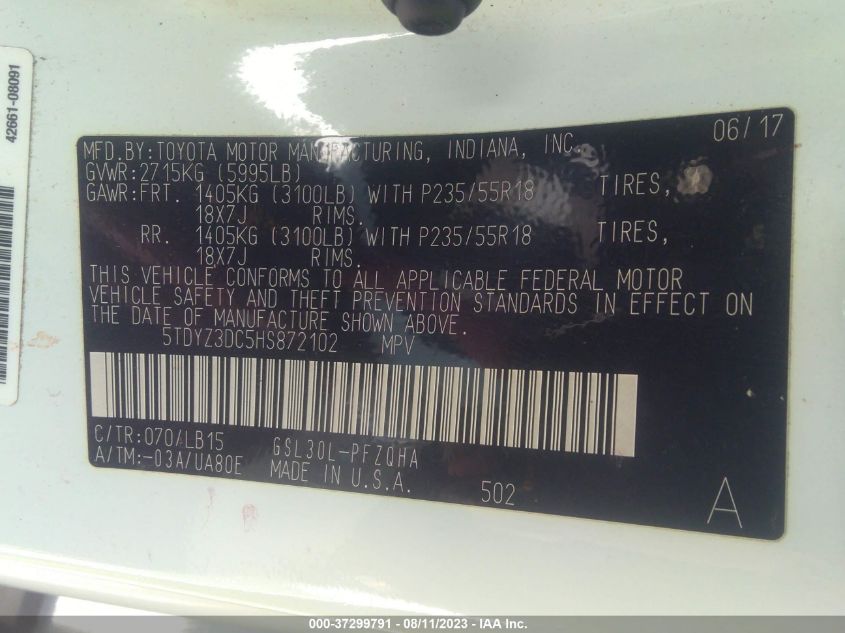 42661-08091
06/17
MFD.BY:TOYOTA MOTOR MANUFACTURING, INDIANA, INC.
GVWR:2715KG (5995LB)
GAWR:FRT. 1405KG (3100LB) WITH P235/55R18 TIRES,
18X7J RIMS.
RR. 1405KG (3100LB) WITH P235/55R18 TIRES,
18X7J RIMS.
THIS VEHICLE CONFORMS TO ALL APPLICABLE FEDERAL MOTOR
VEHICLE SAFETY AND THEFT PREVENTION STANDARDS IN EFFECT ON
THE DATE OF MANUFACTURE SHOWN ABOVE.
5TDYZ3DC5HS872102 MPV
C/TR:070/LB15 GSL30L-PFZQHA
A/TM:-03A/UA80E MADE IN U.S.A. 502 A
000-37299791 - 08/11/2023 - IAA Inc.